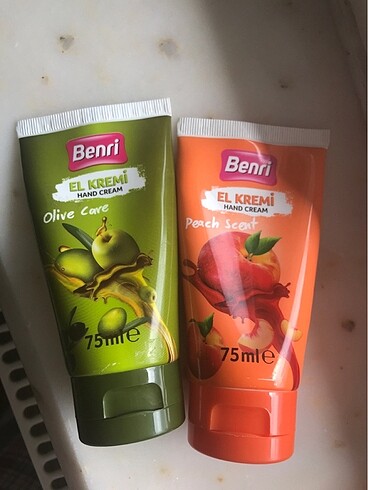 Benri
EL KREMİ
HAND CREAM
Olive Care
75ml e
Benri
EL KREMİ
HAND CREAM
Peach Scent
75ml e